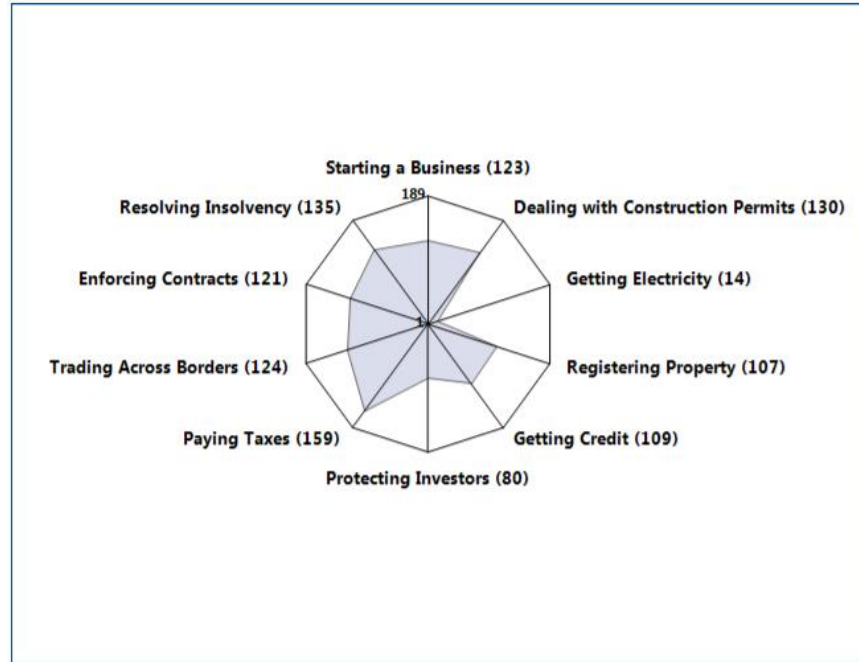 Starting a Business (123)
189
Resolving Insolvency (135)
Dealing with Construction Permits (130)
Enforcing Contracts (121)
Getting Electricity (14)
1
Trading Across Borders (124)
Registering Property (107)
Paying Taxes (159)
Getting Credit (109)
Protecting Investors (80)